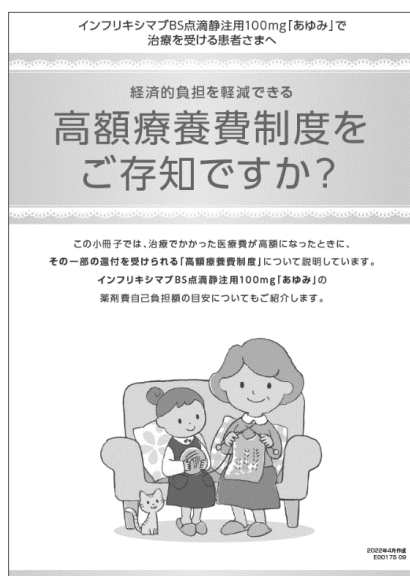 インフリキシマブBS点滴静注用100mg「あゆみ」で
治療を受ける患者さまへ
経済的負担を軽減できる
高額療養費制度を
ご存知ですか?
この小冊子では、治療でかかった医療費が高額になったときに、
その一部の還付を受けられる「高額療養費制度」について説明しています。
インフリキシマブBS点滴静注用100mg「あゆみ」の
薬剤費自己負担額の目安についてもご紹介します。
2022年4月作成
E00175 09